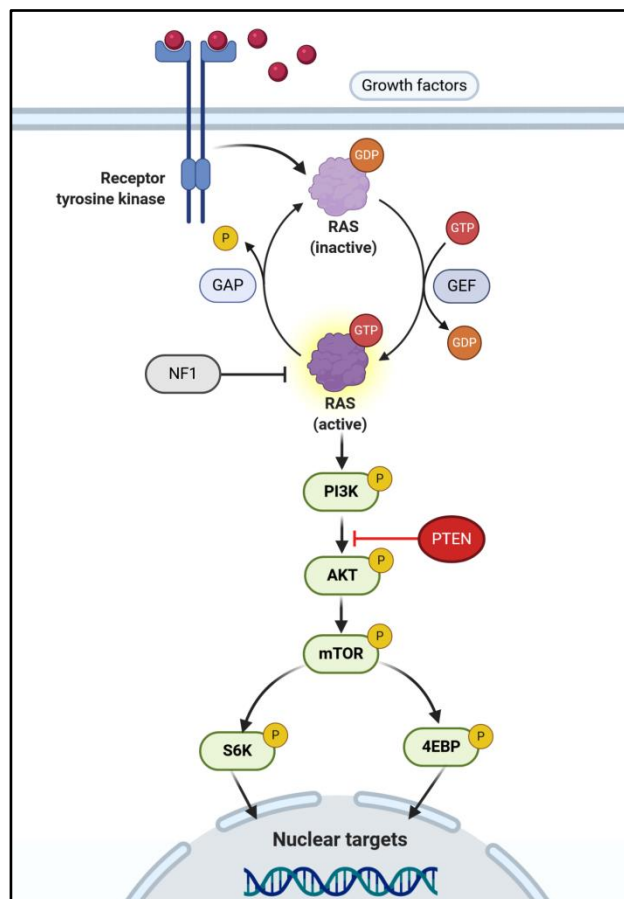 Growth factors
Receptor
tyrosine kinase
GDP
RAS
(inactive)
P
GTP
GAP
GEF
GTP
GDP
NF1
RAS
(active)
PI3K
P
PTEN
AKT
P
mTOR
P
S6K
P
4EBP
P
Nuclear targets